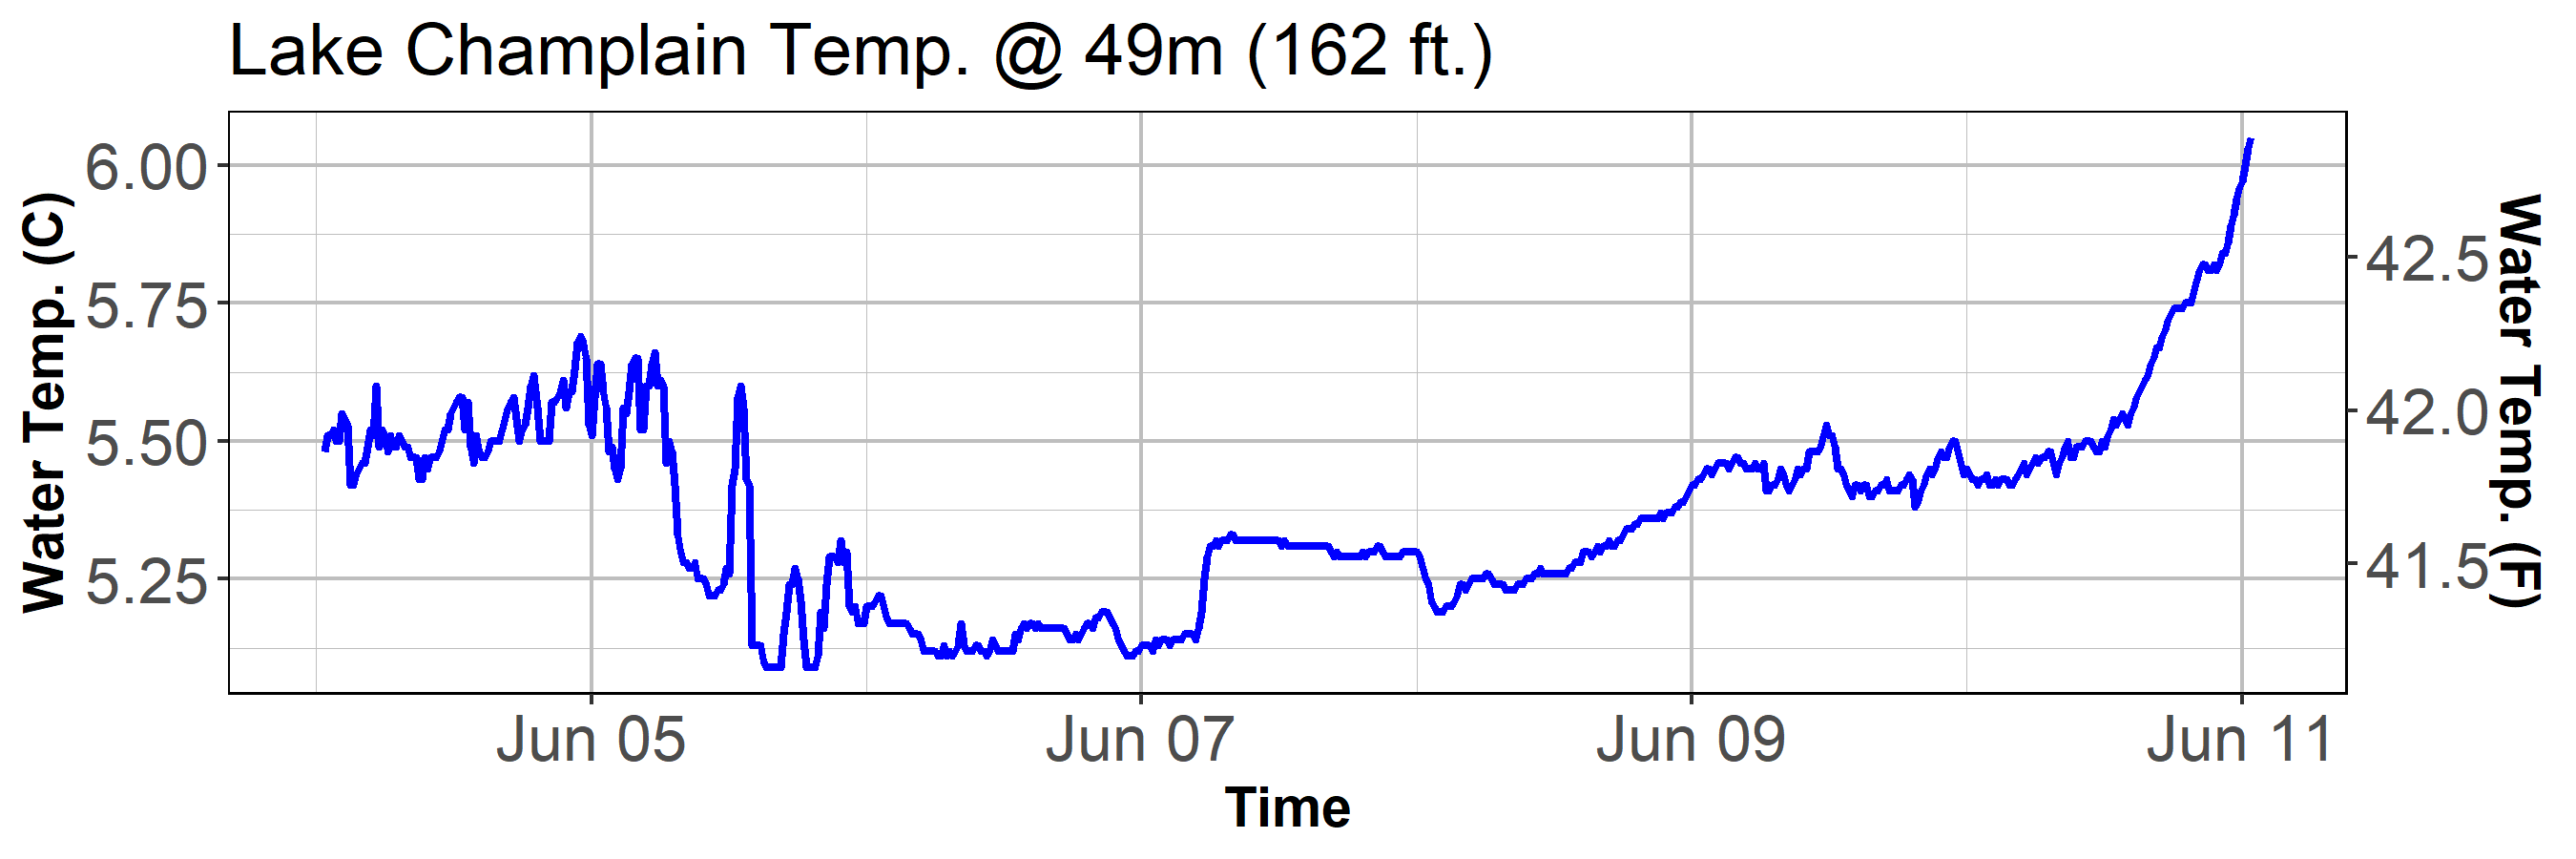 Lake Champlain Temp. @ 49m (162 ft.)
Water Temp. (C)
6.00
5.75
5.50
5.25
42.5
42.0
41.5
Water Temp. (F)
Jun 05 Jun 07 Jun 09 Jun 11
Time